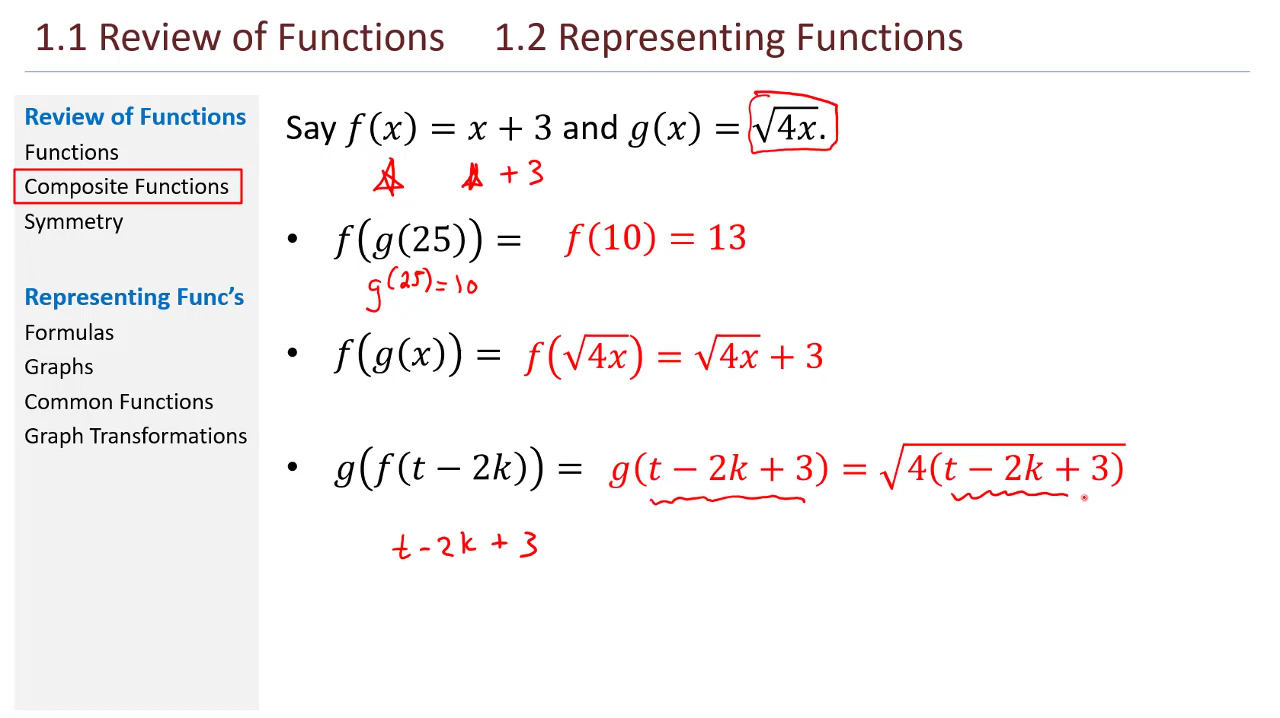 1.1 Review of Functions 1.2 Representing Functions
Review of Functions
Functions
Composite Functions
Symmetry
Representing Func's
Formulas
Graphs
Common Functions
Graph Transformations
Say f(x) = x + 3 and g(x) = √4x.
+ 3
• f(g(25)) = f(10) = 13
g(25) = 10
• f(g(x)) = f(√4x) = √4x + 3
• g(f(t − 2k)) = g(t − 2k + 3) = √4(t − 2k + 3)
t - 2k + 3